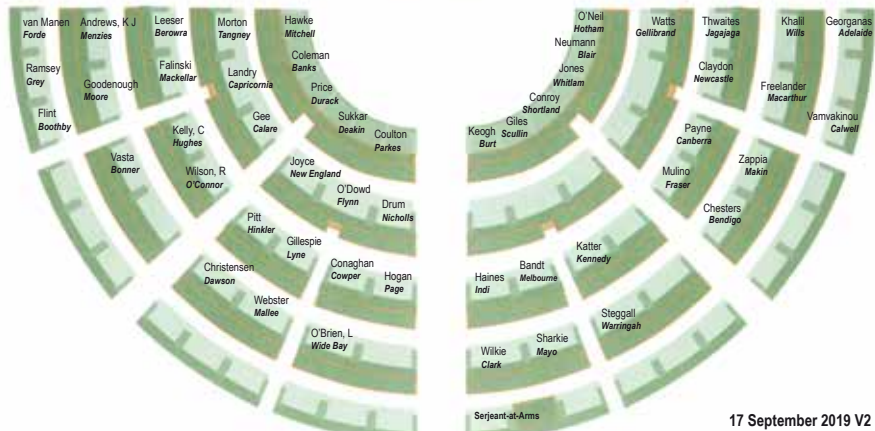 van Manen
Forde
Andrews, K J
Menzies
Leeser
Berowra
Morton
Tangney
Hawke
Mitchell
O'Neil
Hotham
Watts
Gellibrand
Thwaites
Jagajaga
Khalil
Wills
Georganas
Adelaide
Ramsey
Grey
Goodenough
Moore
Falinski
Mackellar
Landry
Capricornia
Coleman
Banks
Neumann
Blair
Jones
Whitlam
Claydon
Newcastle
Freelander
Macarthur
Flint
Boothby
Gee
Calare
Price
Durack
Sukkar
Deakin
Coulton
Parkes
Keogh
Burt
Giles
Scullin
Conroy
Shortland
Vamvakinou
Calwell
Vasta
Bonner
Kelly, C
Hughes
Wilson, R
O'Connor
Joyce
New England
O'Dowd
Flynn
Drum
Nicholls
Payne
Canberra
Mulino
Fraser
Zappia
Makin
Chesters
Bendigo
Pitt
Hinkler
Gillespie
Lyne
Conaghan
Cowper
Hogan
Page
Haines
Indi
Bandt
Melbourne
Katter
Kennedy
Christensen
Dawson
Webster
Mallee
O'Brien, L
Wide Bay
Wilkie
Clark
Sharkie
Mayo
Steggall
Warringah
Serjeant-at-Arms
17 September 2019 V2